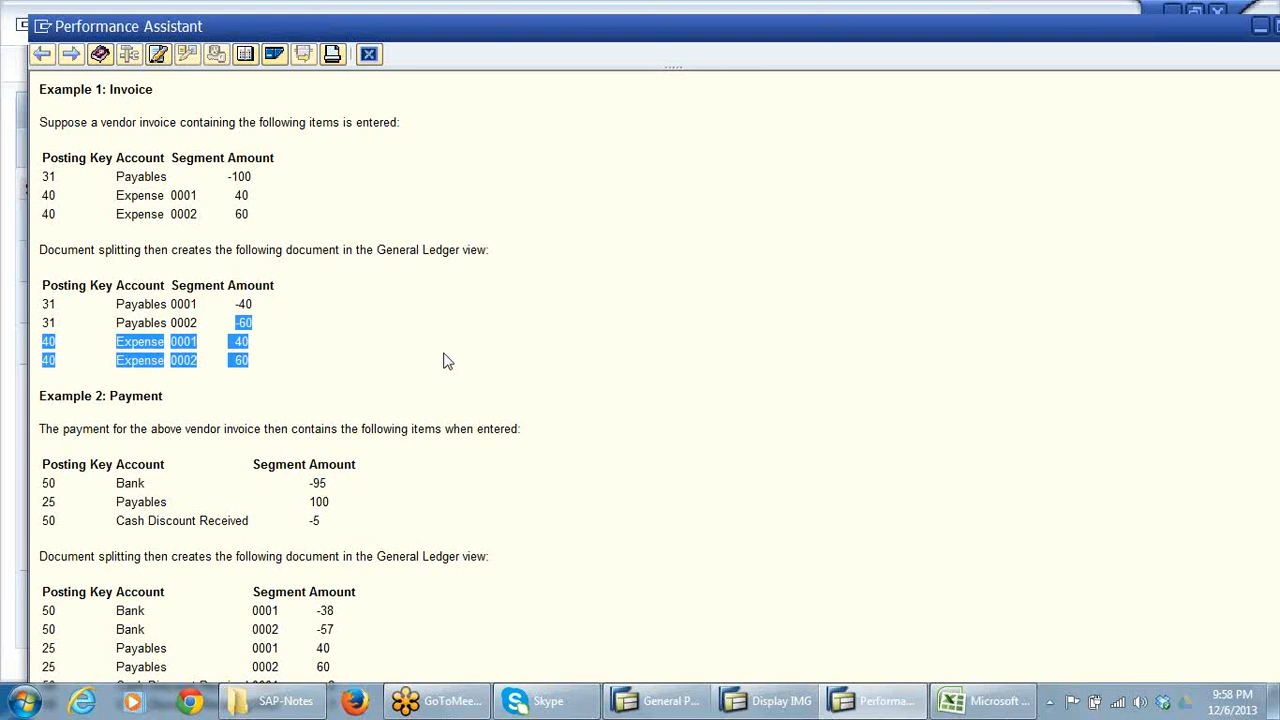 Performance Assistant
Example 1: Invoice
Suppose a vendor invoice containing the following items is entered:
Posting Key Account Segment Amount
31 Payables -100
40 Expense 0001 40
40 Expense 0002 60
Document splitting then creates the following document in the General Ledger view:
Posting Key Account Segment Amount
31 Payables 0001 -40
31 Payables 0002 -60
40 Expense 0001 40
40 Expense 0002 60
Example 2: Payment
The payment for the above vendor invoice then contains the following items when entered:
Posting Key Account Segment Amount
50 Bank -95
25 Payables 100
50 Cash Discount Received -5
Document splitting then creates the following document in the General Ledger view:
Posting Key Account Segment Amount
50 Bank 0001 -38
50 Bank 0002 -57
25 Payables 0001 40
25 Payables 0002 60
SAP-Notes GoToMee... Skype General P... Display IMG Performa... Microsoft ... 9:58 PM
12/6/2013